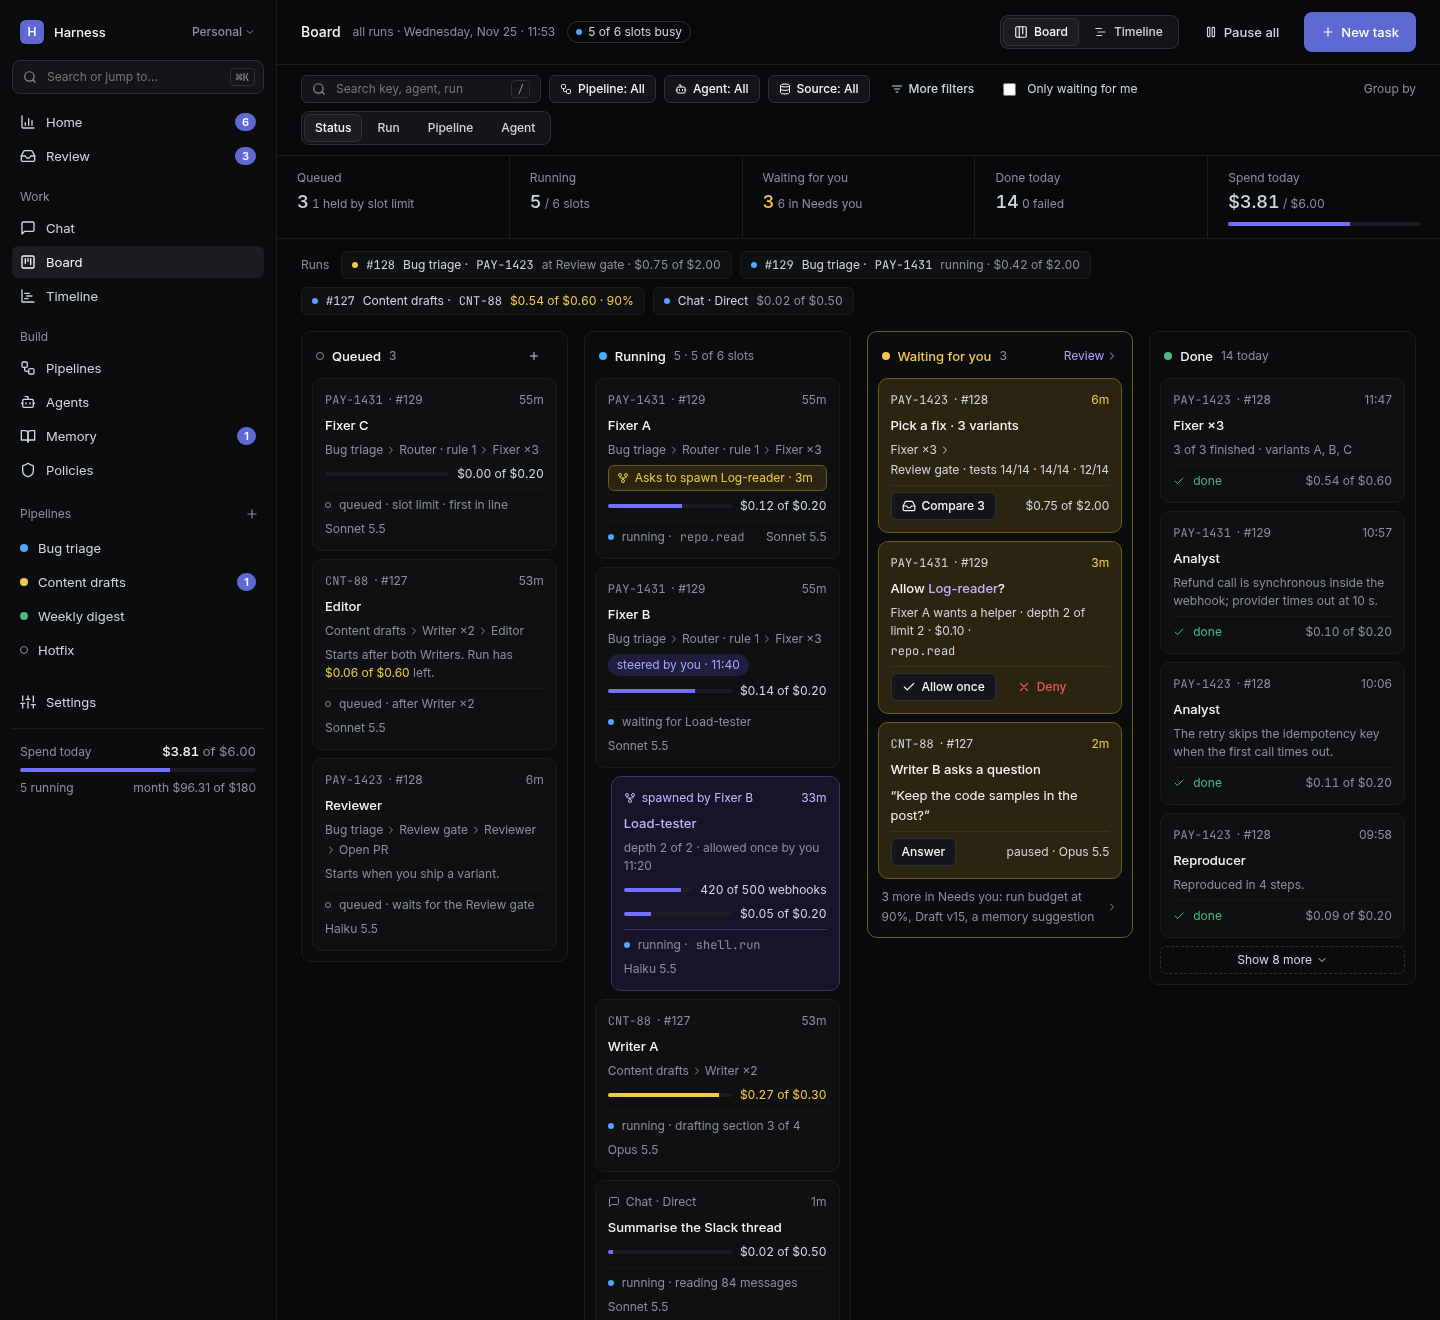 H Harness Personal
Search or jump to... ⌘K
Home 6
Review 3
Work
Chat
Board
Timeline
Build
Pipelines
Agents
Memory 1
Policies
Pipelines
Bug triage
Content drafts 1
Weekly digest
Hotfix
Settings
Spend today $3.81 of $6.00
5 running month $96.31 of $180
Board all runs · Wednesday, Nov 25 · 11:53 5 of 6 slots busy
Board Timeline Pause all New task
Search key, agent, run / Pipeline: All Agent: All Source: All More filters Only waiting for me Group by
Status Run Pipeline Agent
Queued
3 1 held by slot limit
Running
5 / 6 slots
Waiting for you
3 6 in Needs you
Done today
14 0 failed
Spend today
$3.81 / $6.00
Runs #128 Bug triage · PAY-1423 at Review gate · $0.75 of $2.00 #129 Bug triage · PAY-1431 running · $0.42 of $2.00
#127 Content drafts · CNT-88 $0.54 of $0.60 · 90% Chat · Direct $0.02 of $0.50
Queued 3
PAY-1431 · #129 55m
Fixer C
Bug triage > Router · rule 1 > Fixer ×3
$0.00 of $0.20
queued · slot limit · first in line
Sonnet 5.5
CNT-88 · #127 53m
Editor
Content drafts > Writer ×2 > Editor
Starts after both Writers. Run has
$0.06 of $0.60 left.
queued · after Writer ×2
Sonnet 5.5
PAY-1423 · #128 6m
Reviewer
Bug triage > Review gate > Reviewer
> Open PR
Starts when you ship a variant.
queued · waits for the Review gate
Haiku 5.5
Running 5 · 5 of 6 slots
PAY-1431 · #129 55m
Fixer A
Bug triage > Router · rule 1 > Fixer ×3
Asks to spawn Log-reader · 3m
$0.12 of $0.20
running · repo.read Sonnet 5.5
PAY-1431 · #129 55m
Fixer B
Bug triage > Router · rule 1 > Fixer ×3
steered by you · 11:40
$0.14 of $0.20
waiting for Load-tester
Sonnet 5.5
spawned by Fixer B 33m
Load-tester
depth 2 of 2 · allowed once by you
11:20
420 of 500 webhooks
$0.05 of $0.20
running · shell.run
Haiku 5.5
CNT-88 · #127 53m
Writer A
Content drafts > Writer ×2
$0.27 of $0.30
running · drafting section 3 of 4
Opus 5.5
Chat · Direct 1m
Summarise the Slack thread
$0.02 of $0.50
running · reading 84 messages
Sonnet 5.5
Waiting for you 3 Review >
PAY-1423 · #128 6m
Pick a fix · 3 variants
Fixer ×3 >
Review gate · tests 14/14 · 14/14 · 12/14
Compare 3 $0.75 of $2.00
PAY-1431 · #129 3m
Allow Log-reader?
Fixer A wants a helper · depth 2 of
limit 2 · $0.10 ·
repo.read
Allow once Deny
CNT-88 · #127 2m
Writer B asks a question
“Keep the code samples in the
post?”
Answer paused · Opus 5.5
3 more in Needs you: run budget at
90%, Draft v15, a memory suggestion
Done 14 today
PAY-1423 · #128 11:47
Fixer ×3
3 of 3 finished · variants A, B, C
done $0.54 of $0.60
PAY-1431 · #129 10:57
Analyst
Refund call is synchronous inside the
webhook; provider times out at 10 s.
done $0.10 of $0.20
PAY-1423 · #128 10:06
Analyst
The retry skips the idempotency key
when the first call times out.
done $0.11 of $0.20
PAY-1423 · #128 09:58
Reproducer
Reproduced in 4 steps.
done $0.09 of $0.20
Show 8 more